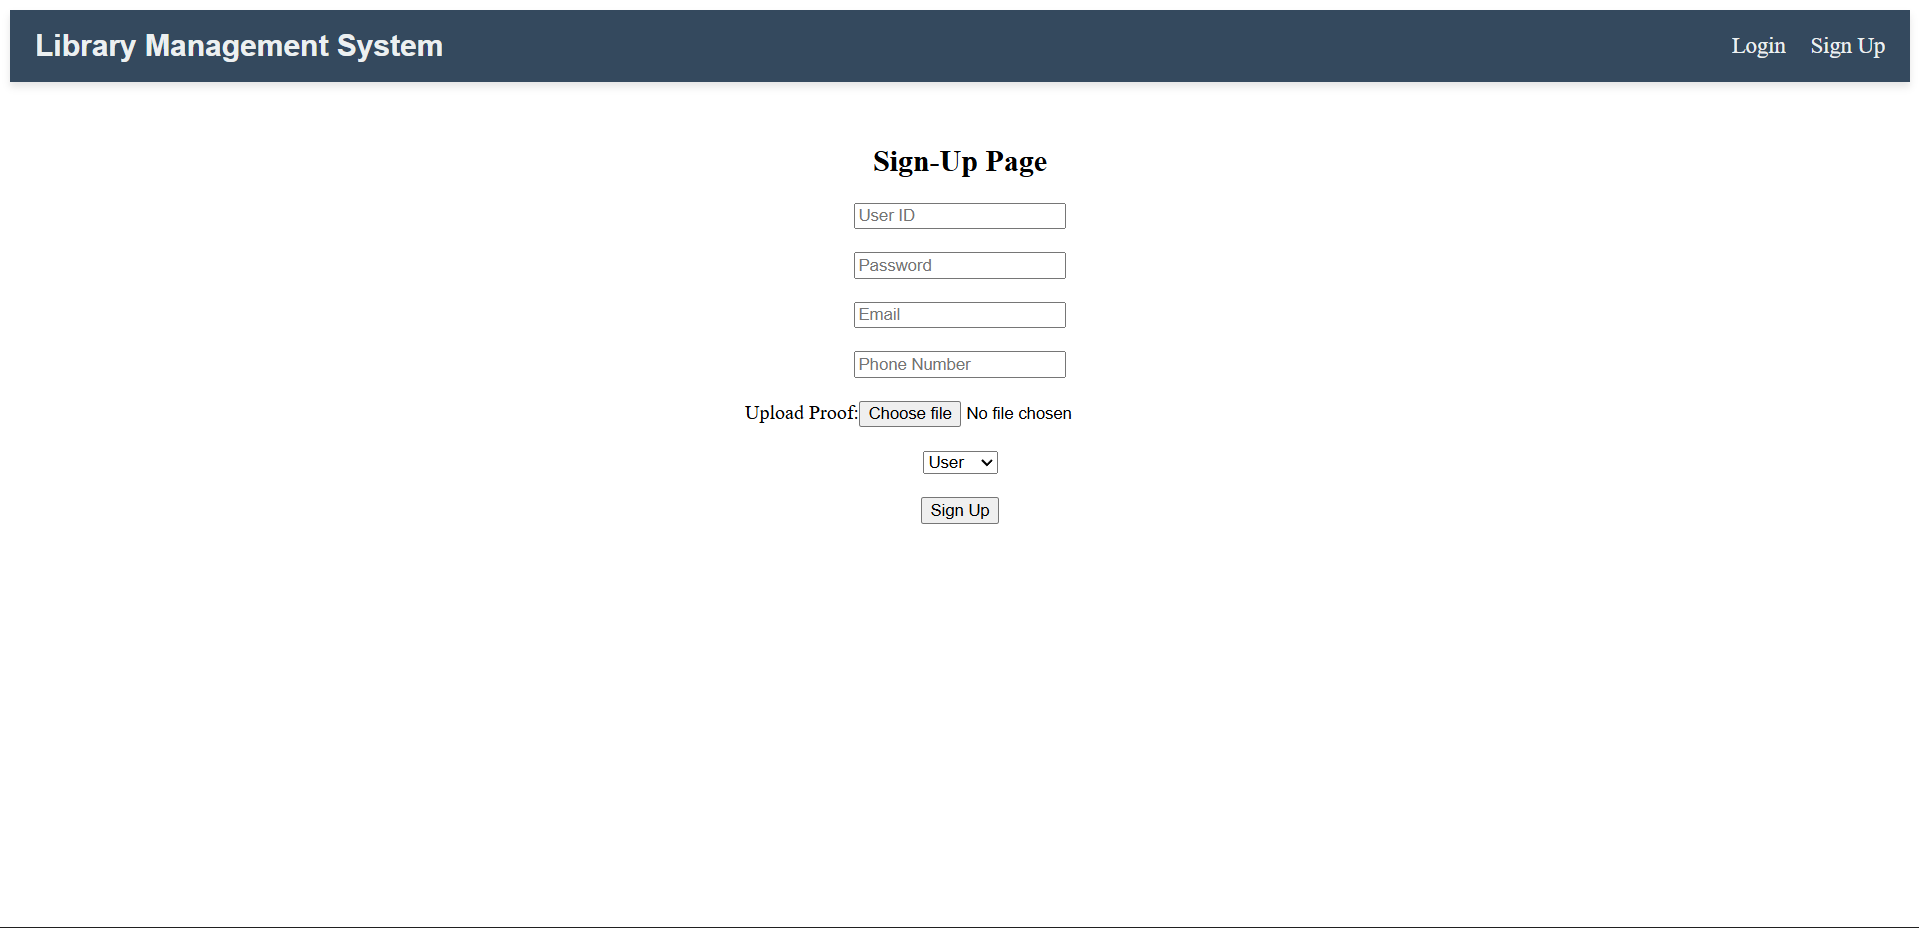 Library Management System Login Sign Up
Sign-Up Page
User ID
Password
Email
Phone Number
Upload Proof: Choose file No file chosen
User
Sign Up